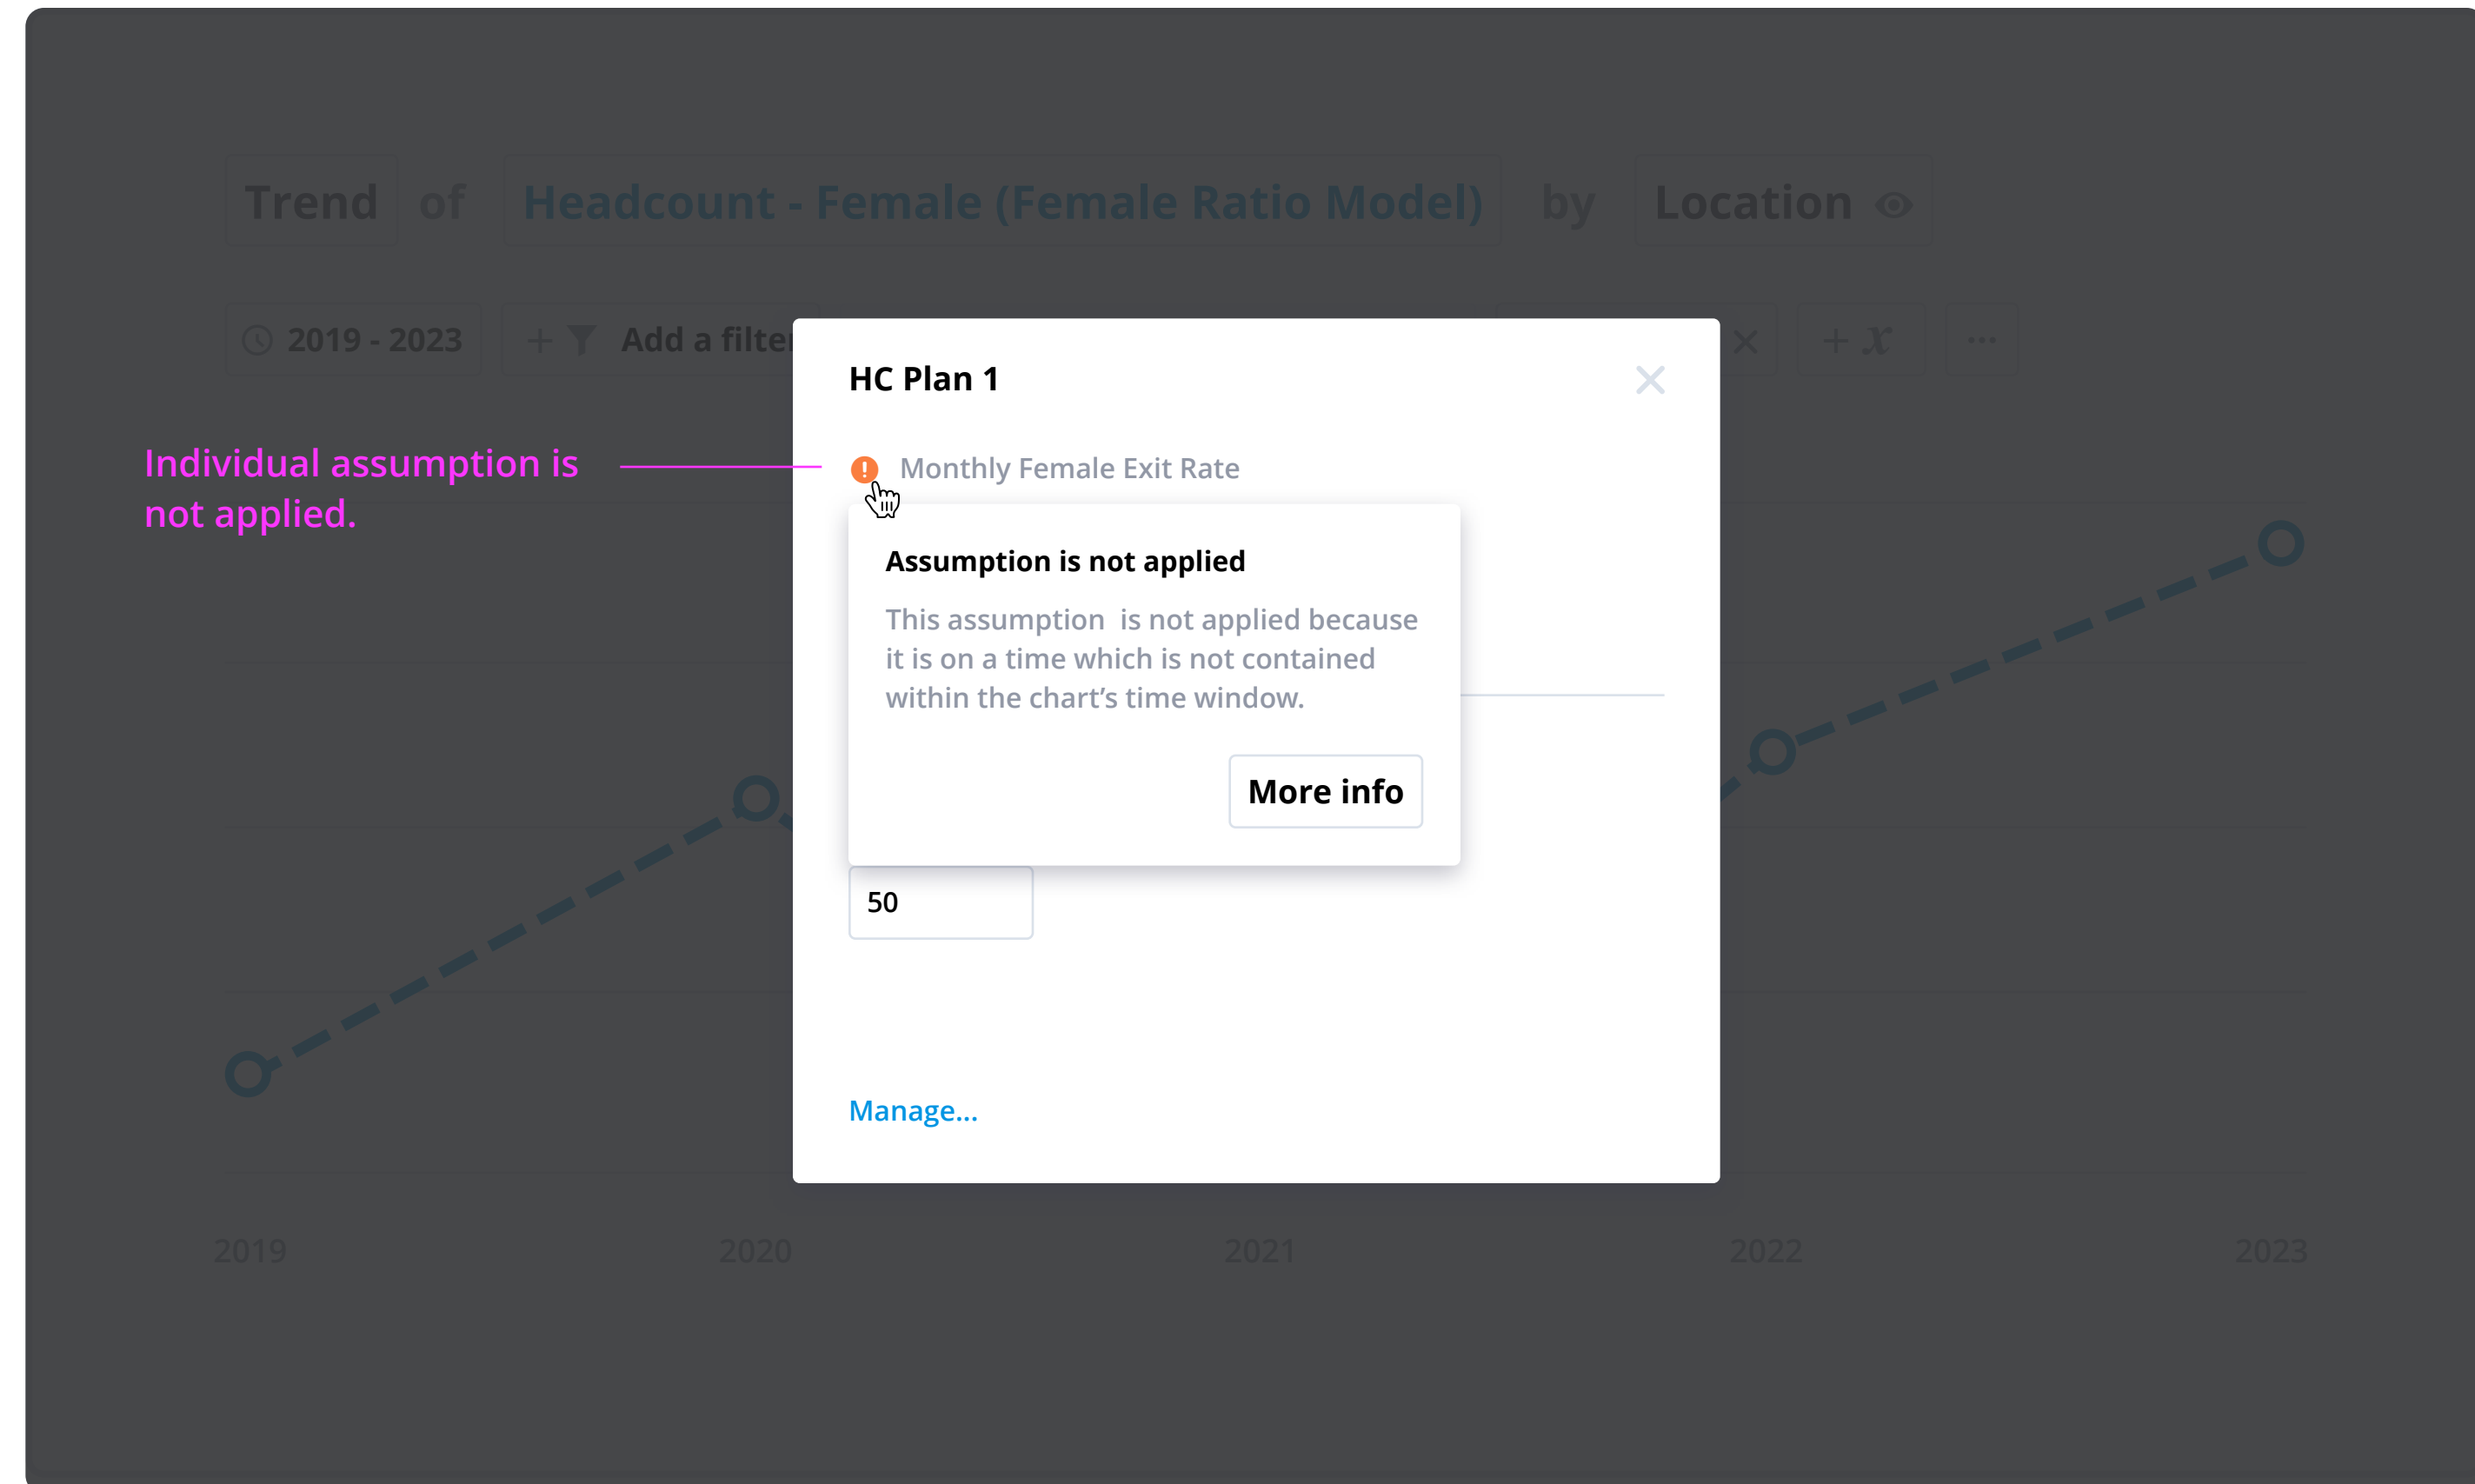 Trend of Headcount - Female (Female Ratio Model) by Location
2019 - 2023 + Add a filter + x ...
HC Plan 1
Individual assumption is
not applied.
Monthly Female Exit Rate
Assumption is not applied
This assumption  is not applied because
it is on a time which is not contained
within the chart’s time window.
More info
50
Manage...
2019 2020 2021 2022 2023